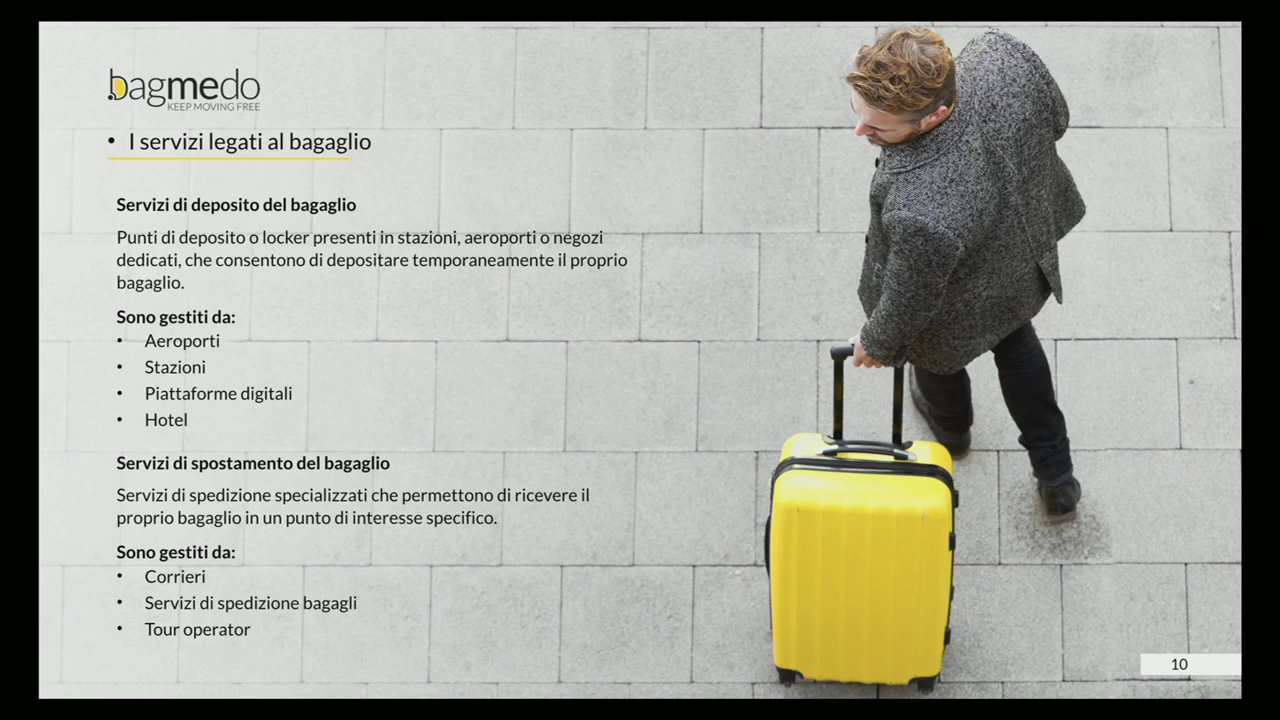 bagmedo
KEEP MOVING FREE
• I servizi legati al bagaglio
Servizi di deposito del bagaglio
Punti di deposito o locker presenti in stazioni, aeroporti o negozi
dedicati, che consentono di depositare temporaneamente il proprio
bagaglio.
Sono gestiti da:
• Aeroporti
• Stazioni
• Piattaforme digitali
• Hotel
Servizi di spostamento del bagaglio
Servizi di spedizione specializzati che permettono di ricevere il
proprio bagaglio in un punto di interesse specifico.
Sono gestiti da:
• Corrieri
• Servizi di spedizione bagagli
• Tour operator
10